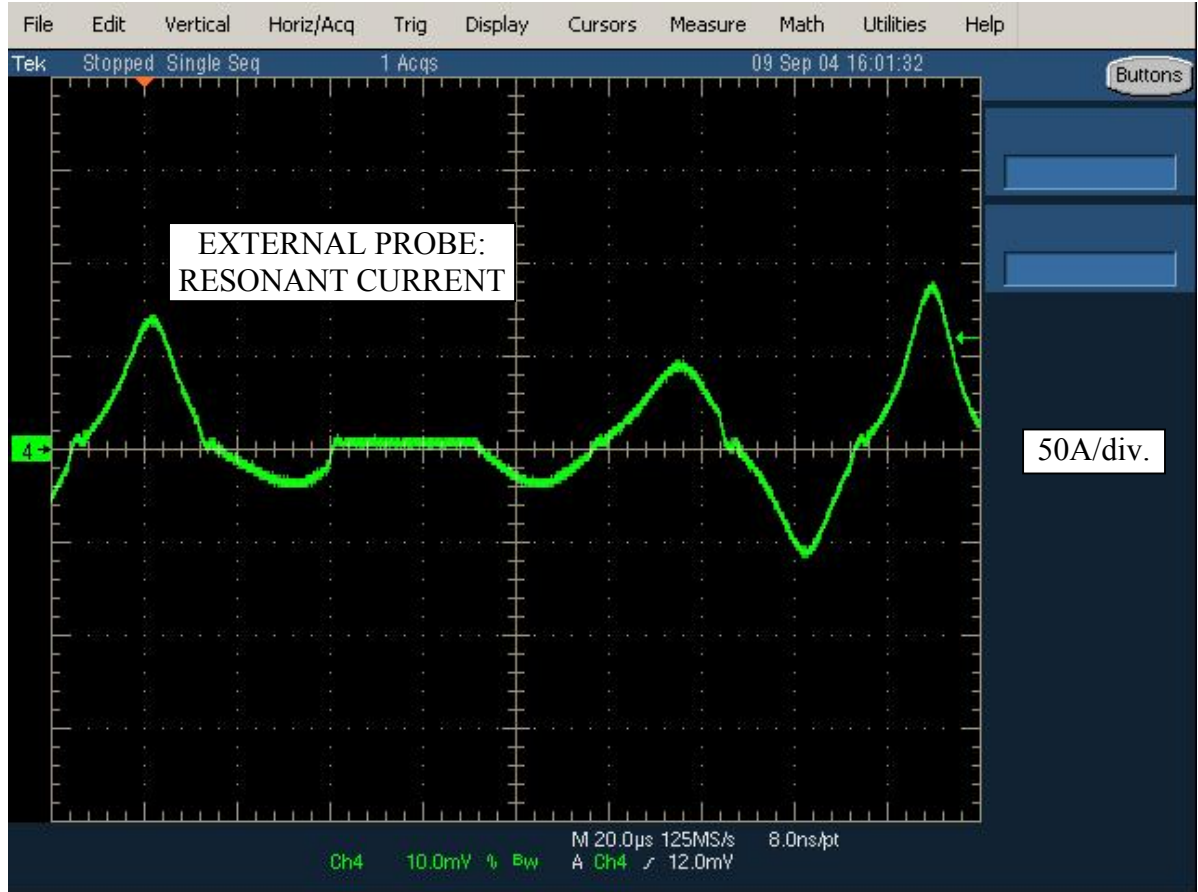 File Edit Vertical Horiz/Acq Trig Display Cursors Measure Math Utilities Help
Tek Stopped Single Seq 1 Acqs 09 Sep 04 16:01:32
Buttons
EXTERNAL PROBE:
RESONANT CURRENT
4
50A/div.
M 20.0µs 125MS/s 8.0ns/pt
Ch4 10.0mV % Bw A Ch4 / 12.0mV